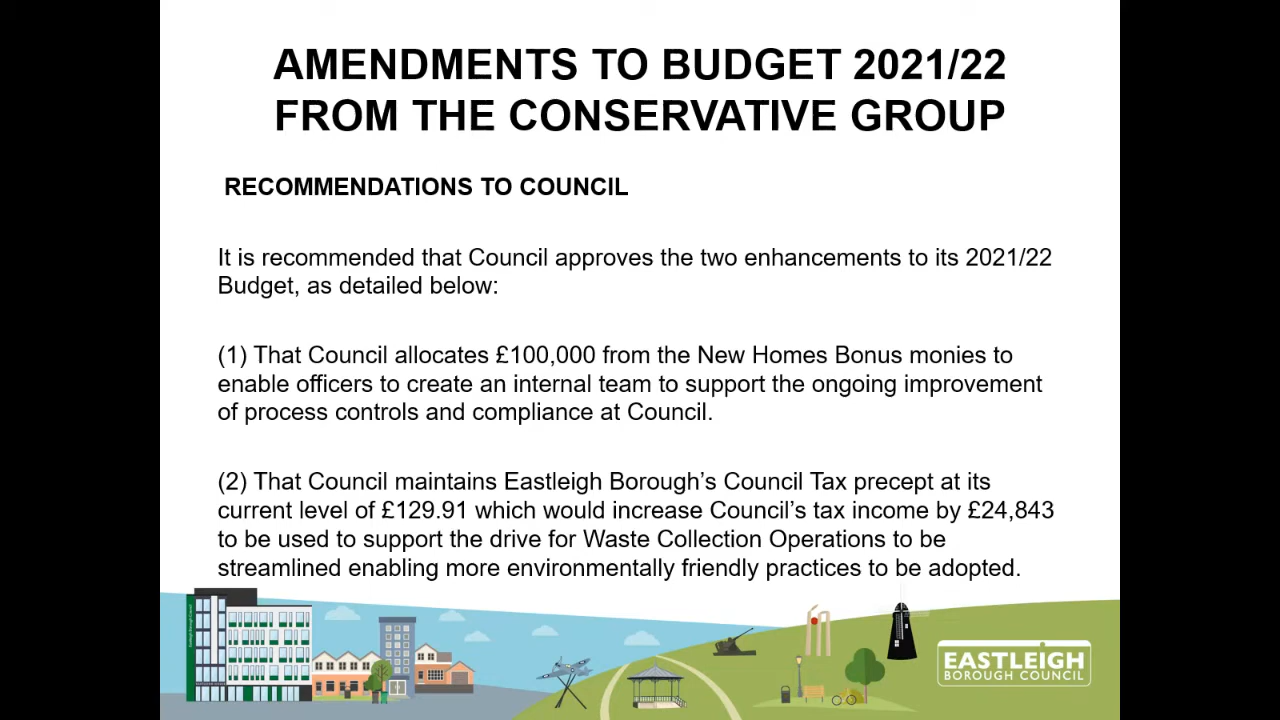 AMENDMENTS TO BUDGET 2021/22
FROM THE CONSERVATIVE GROUP
RECOMMENDATIONS TO COUNCIL
It is recommended that Council approves the two enhancements to its 2021/22
Budget, as detailed below:
(1) That Council allocates £100,000 from the New Homes Bonus monies to
enable officers to create an internal team to support the ongoing improvement
of process controls and compliance at Council.
(2) That Council maintains Eastleigh Borough’s Council Tax precept at its
current level of £129.91 which would increase Council’s tax income by £24,843
to be used to support the drive for Waste Collection Operations to be
streamlined enabling more environmentally friendly practices to be adopted.
EASTLEIGH
BOROUGH COUNCIL